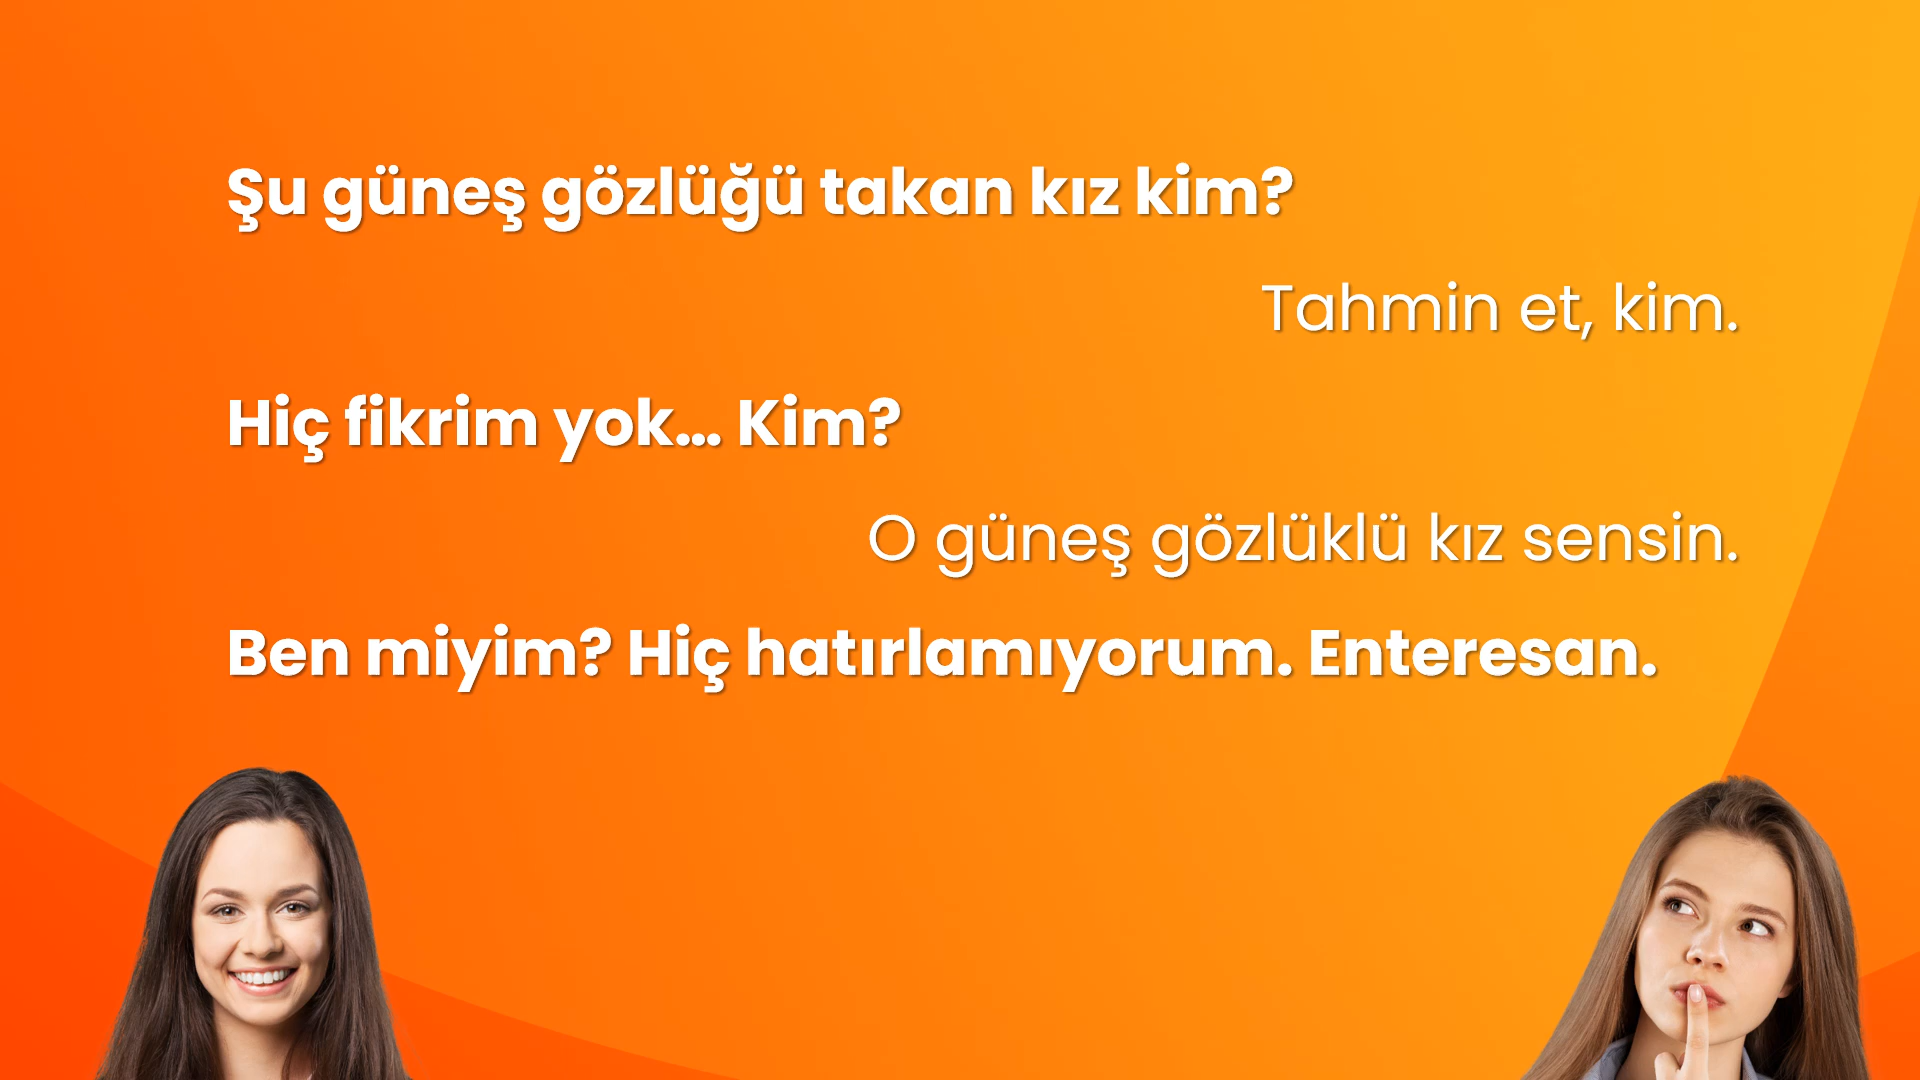 Şu güneş gözlüğü takan kız kim?
Tahmin et, kim.
Hiç fikrim yok... Kim?
O güneş gözlüklü kız sensin.
Ben miyim? Hiç hatırlamıyorum. Enteresan.